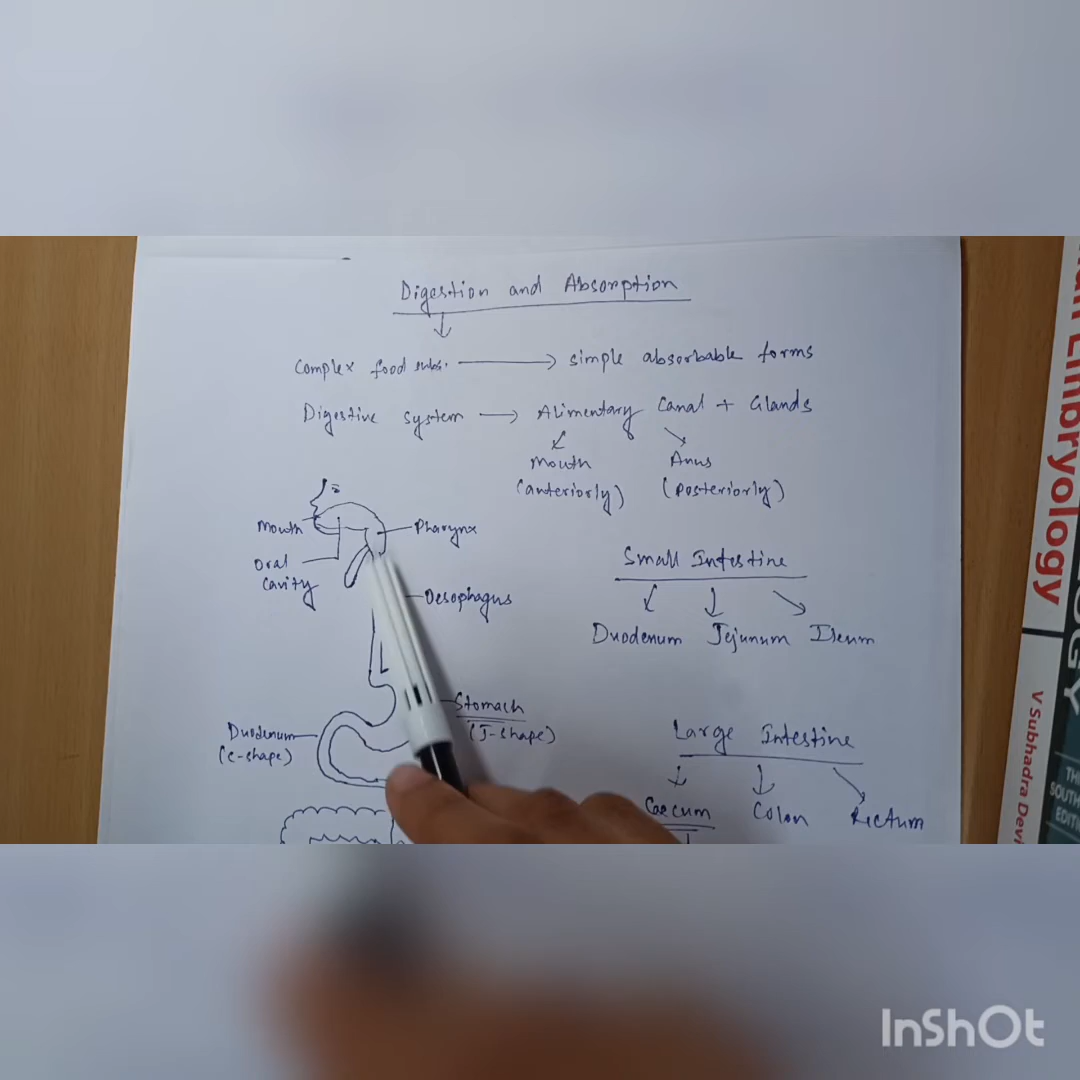 Digestion and Absorption
Complex food subs. → simple absorbable forms
Digestive system → Alimentary Canal + Glands
Mouth
(anteriorly)
Anus
(posteriorly)
Mouth
Pharynx
Oral
Cavity
Oesophagus
Small Intestine
Duodenum Jejunum Ileum
Stomach
(J-shape)
Duodenum
(C-shape)
Large Intestine
Caecum Colon Rectum
Embryology
V Subhadra Devi
SOUTH
EDITI
InShOt